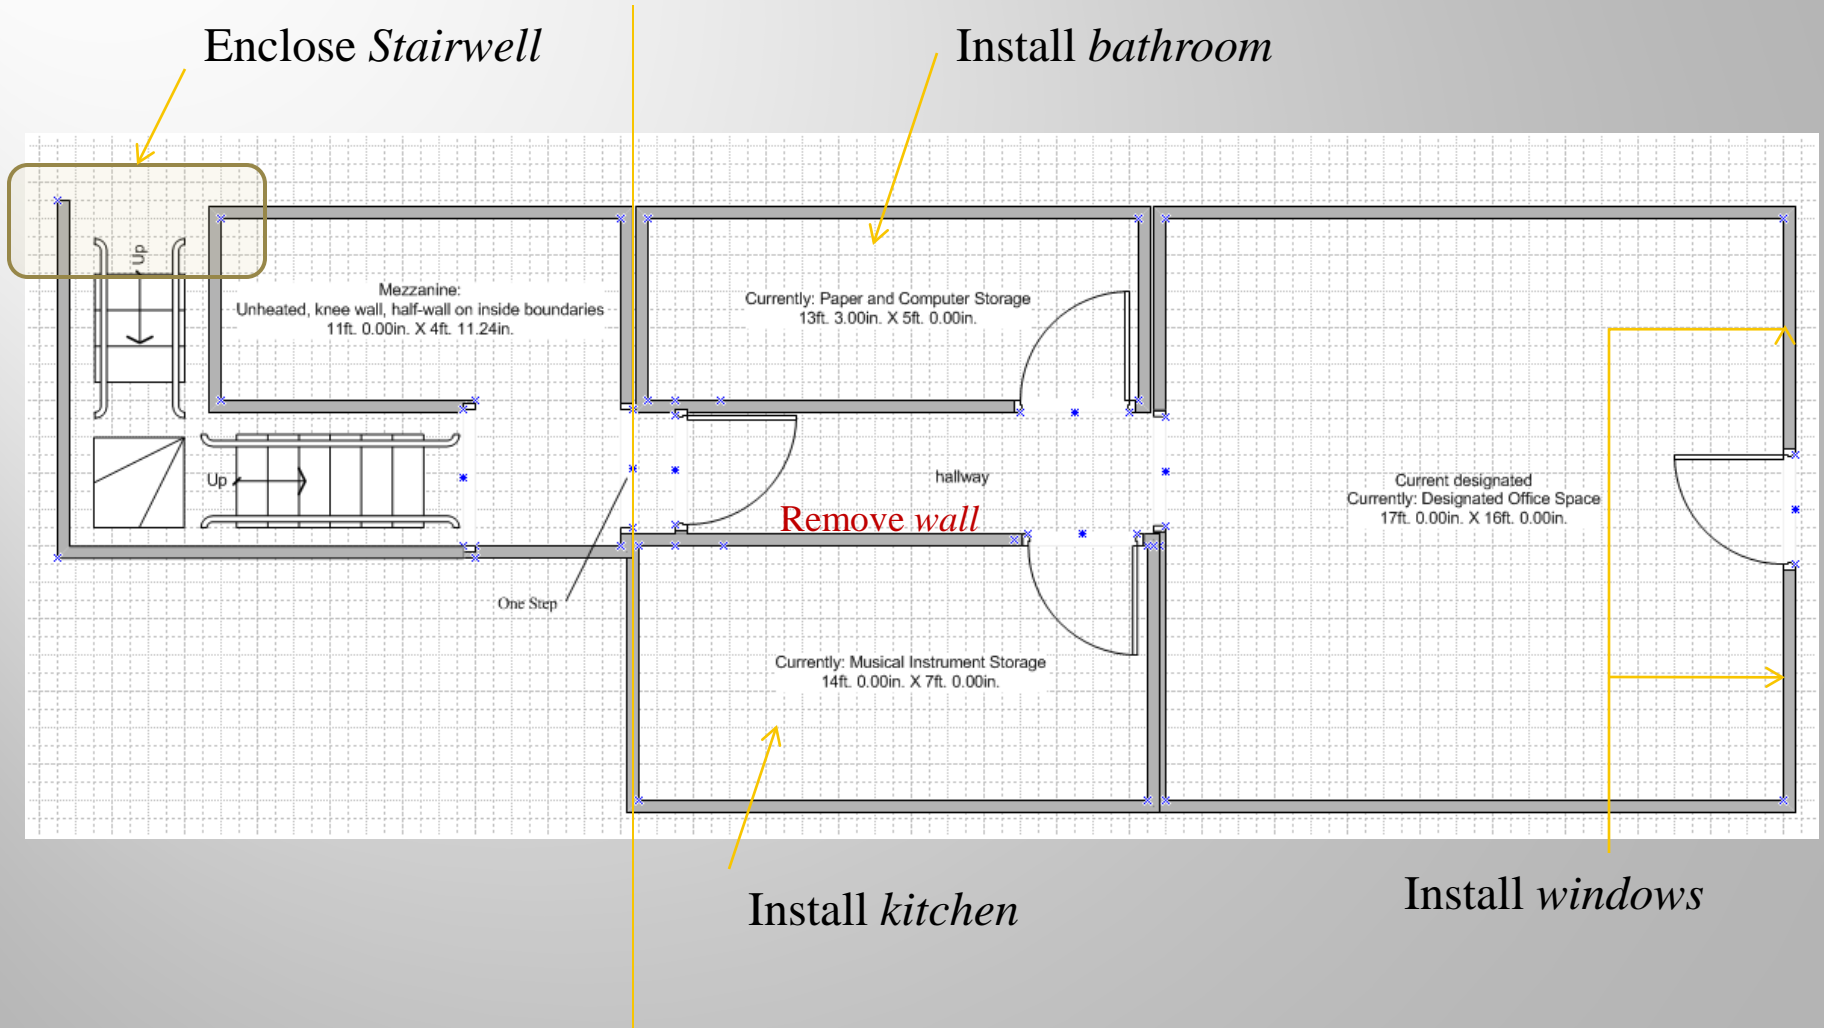 Enclose Stairwell
Install bathroom
Up
Mezzanine:
Unheated, knee wall, half-wall on inside boundaries
11ft. 0.00in. X 4ft. 11.24in.
Currently: Paper and Computer Storage
13ft. 3.00in. X 5ft. 0.00in.
Up
hallway
Remove wall
Current designated
Currently: Designated Office Space
17ft. 0.00in. X 16ft. 0.00in.
One Step
Currently: Musical Instrument Storage
14ft. 0.00in. X 7ft. 0.00in.
Install kitchen
Install windows